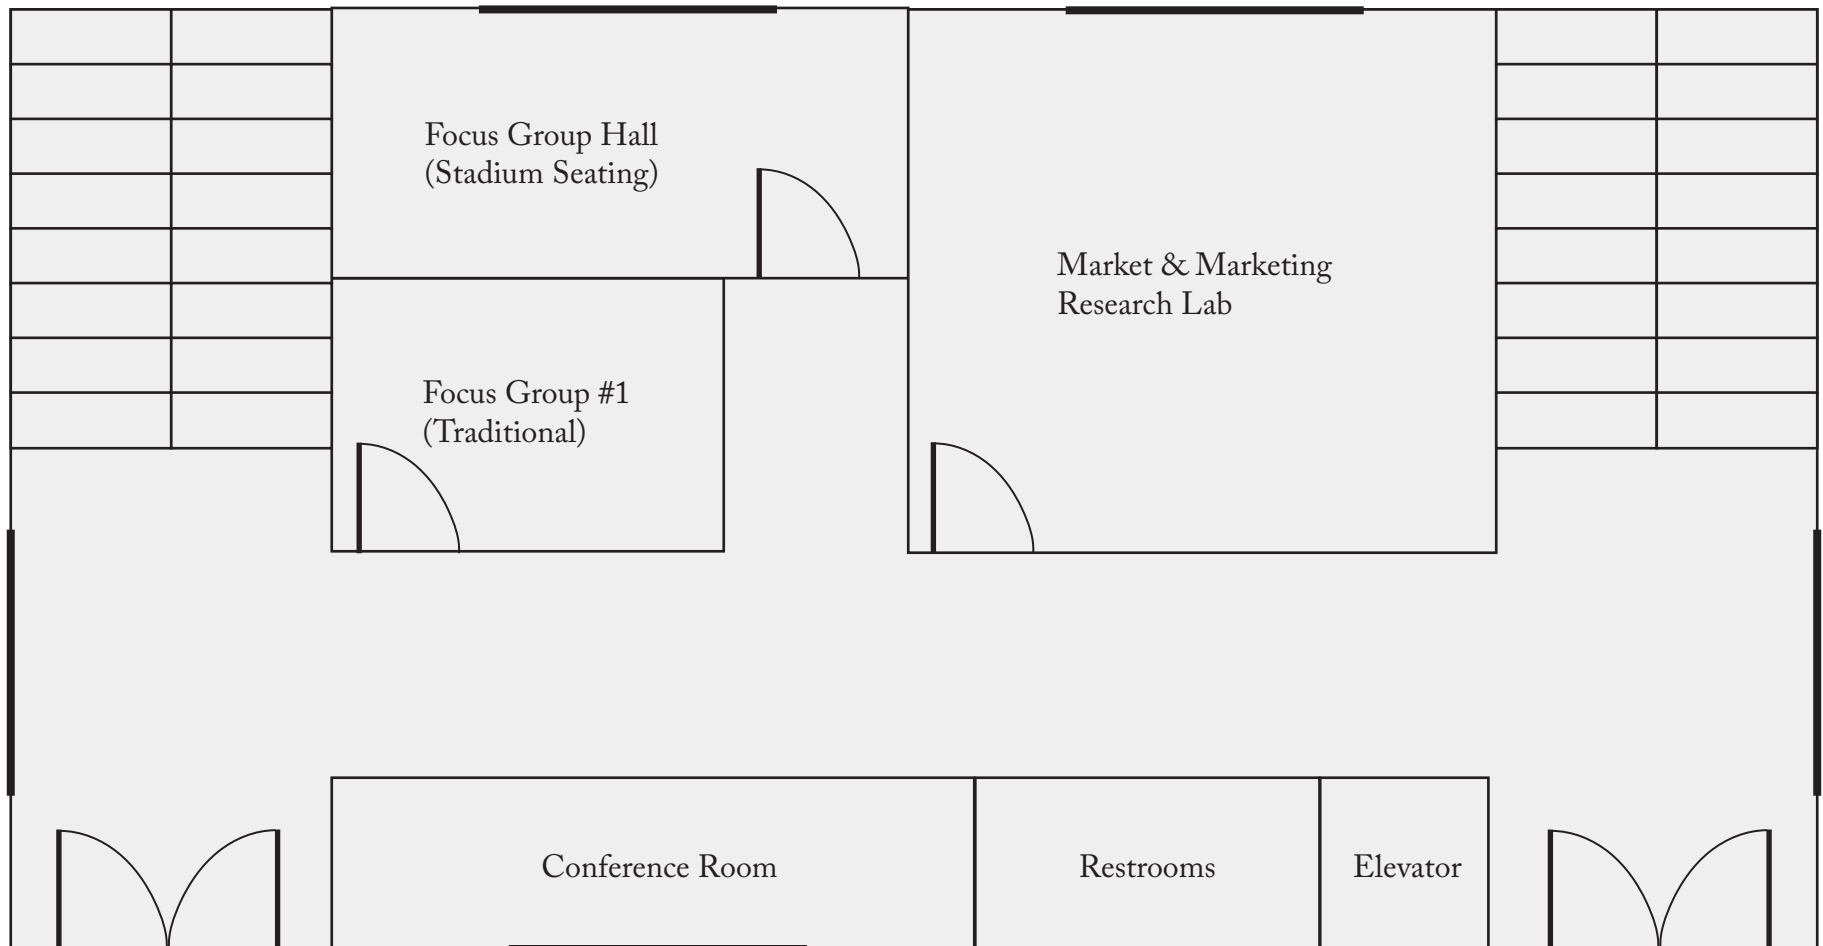 Focus Group Hall
(Stadium Seating)
Market & Marketing
Research Lab
Focus Group #1
(Traditional)
Conference Room
Restrooms
Elevator